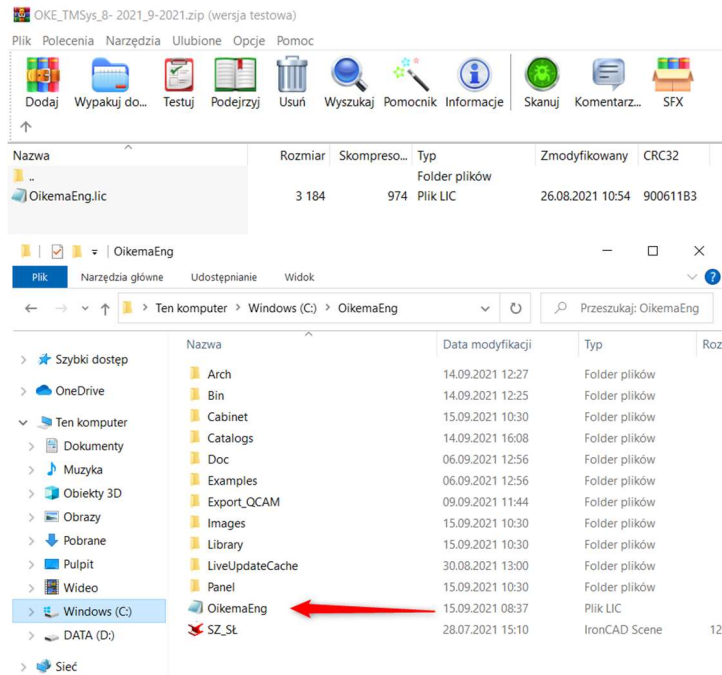 OKE_TMSys_8- 2021_9-2021.zip (wersja testowa)
Plik Polecenia Narzędzia Ulubione Opcje Pomoc
Dodaj Wypakuj do... Testuj Podejrzyj Usuń Wyszukaj Pomocnik Informacje Skanuj Komentarz... SFX
Nazwa Rozmiar Skompreso... Typ Zmodyfikowany CRC32
.. Folder plików
OikemaEng.lic 3 184 974 Plik LIC 26.08.2021 10:54 900611B3
OikemaEng
Plik Narzędzia główne Udostępnianie Widok
Ten komputer > Windows (C:) > OikemaEng Przeszukaj: OikemaEng
Nazwa Data modyfikacji Typ Roz
Szybki dostęp
OneDrive
Ten komputer
Dokumenty
Muzyka
Obiekty 3D
Obrazy
Pobrane
Pulpit
Wideo
Windows (C:)
DATA (D:)
Sieć
Arch 14.09.2021 12:27 Folder plików
Bin 14.09.2021 12:25 Folder plików
Cabinet 15.09.2021 10:30 Folder plików
Catalogs 14.09.2021 16:08 Folder plików
Doc 06.09.2021 12:56 Folder plików
Examples 06.09.2021 12:56 Folder plików
Export_QCAM 09.09.2021 11:44 Folder plików
Images 15.09.2021 10:30 Folder plików
Library 15.09.2021 10:30 Folder plików
LiveUpdateCache 30.08.2021 13:00 Folder plików
Panel 15.09.2021 10:30 Folder plików
OikemaEng 15.09.2021 08:37 Plik LIC
SZ_SŁ 28.07.2021 15:10 IronCAD Scene 12